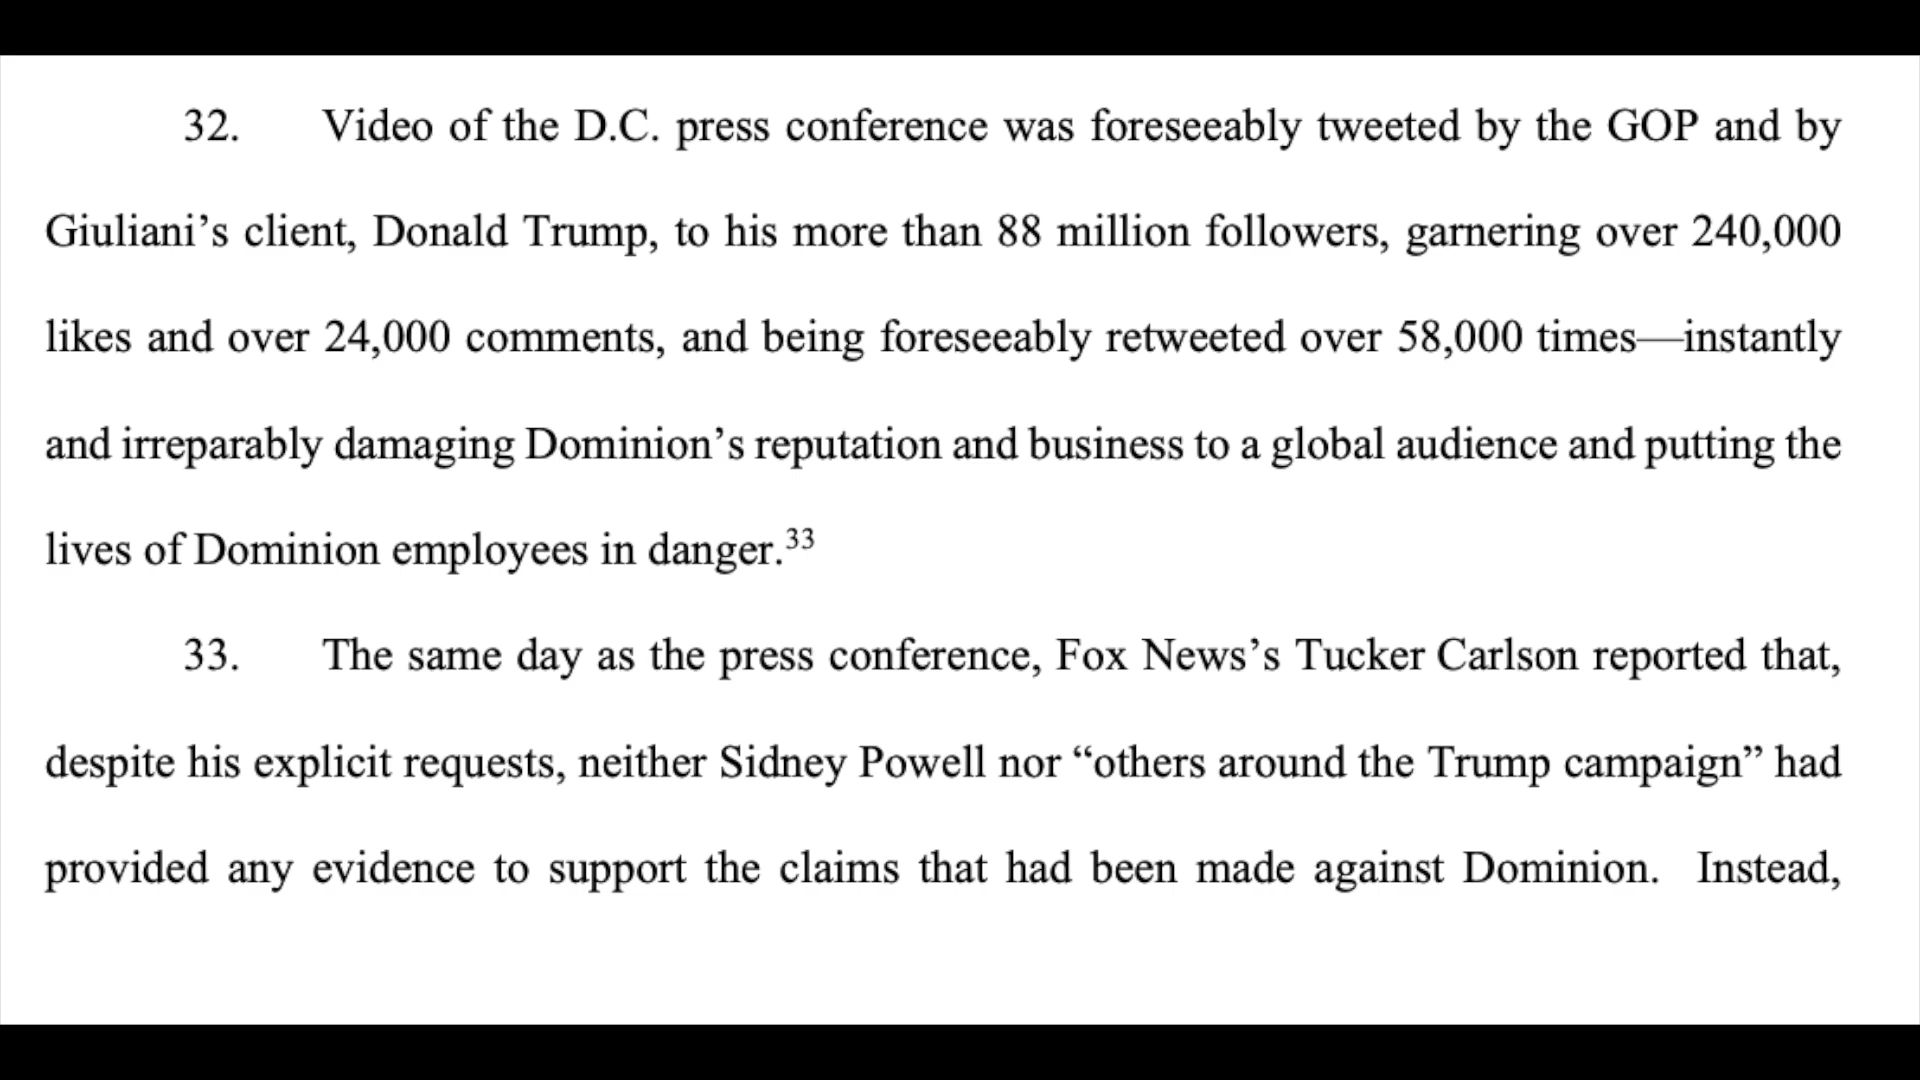 32. Video of the D.C. press conference was foreseeably tweeted by the GOP and by
Giuliani’s client, Donald Trump, to his more than 88 million followers, garnering over 240,000
likes and over 24,000 comments, and being foreseeably retweeted over 58,000 times—instantly
and irreparably damaging Dominion’s reputation and business to a global audience and putting the
lives of Dominion employees in danger.33
33. The same day as the press conference, Fox News’s Tucker Carlson reported that,
despite his explicit requests, neither Sidney Powell nor “others around the Trump campaign” had
provided any evidence to support the claims that had been made against Dominion. Instead,